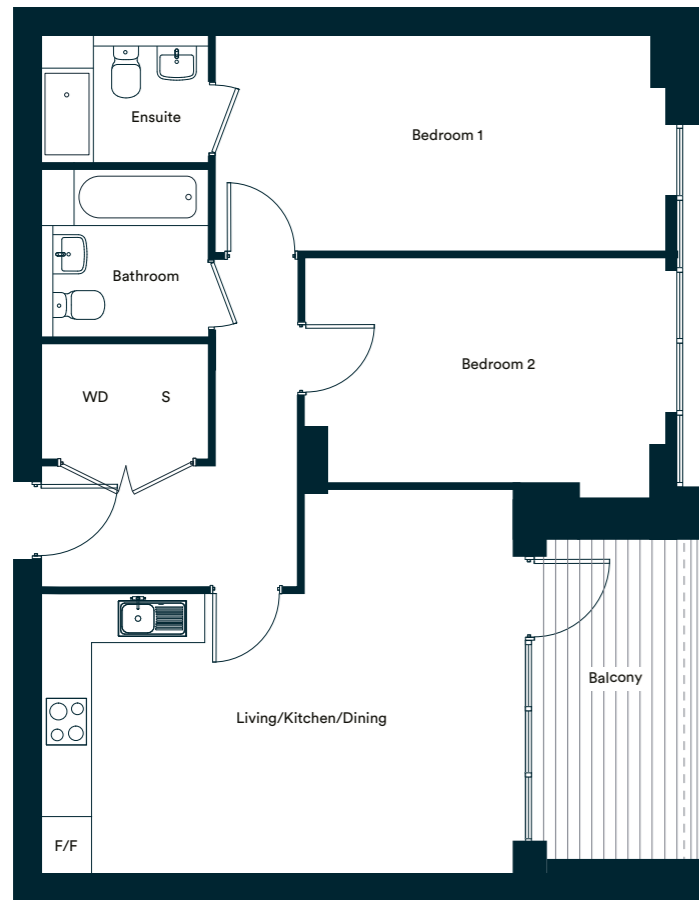 Ensuite
Bedroom 1
Bathroom
Bedroom 2
WD S
Balcony
Living/Kitchen/Dining
F/F